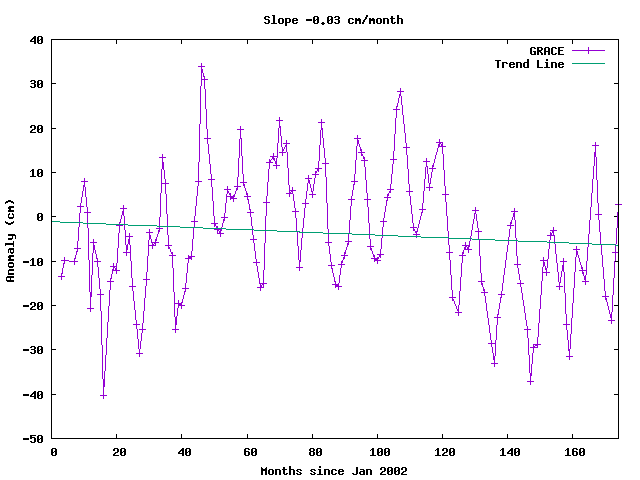 Slope -0.03 cm/month
GRACE
Trend Line
40
30
20
10
0
-10
-20
-30
-40
-50
Anomaly (cm)
0 20 40 60 80 100 120 140 160
Months since Jan 2002